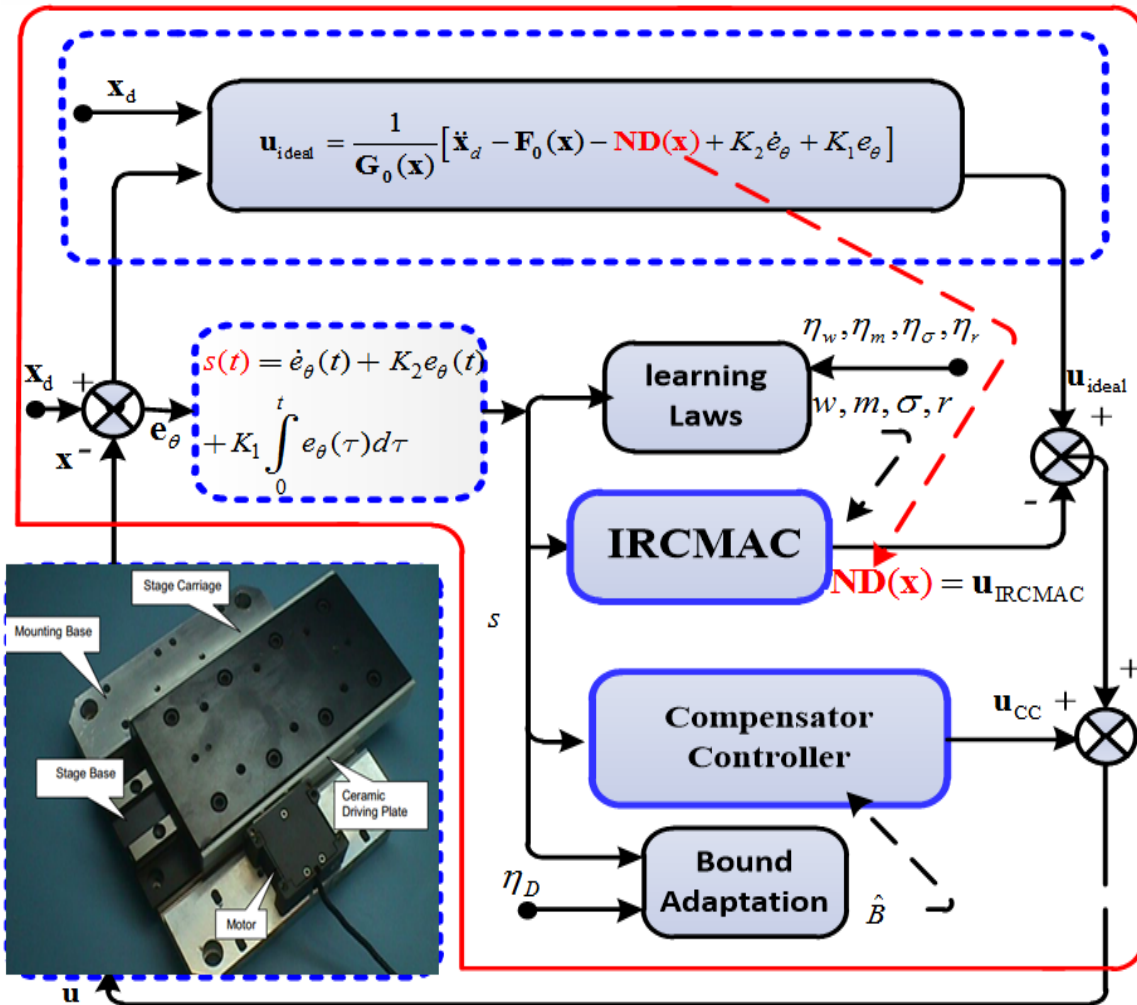 x_d
u_ideal = 1/G_0(x) [ẍ_d − F_0(x) − ND(x) + K_2 ė_θ + K_1 e_θ]
η_w, η_m, η_σ, η_r
s(t) = ė_θ(t) + K_2 e_θ(t)
+ K_1 ∫_0^t e_θ(τ)dτ
x_d
+
e_θ
x
-
learning
Laws
w, m, σ, r
u_ideal
+
-
IRCMAC
ND(x) = u_IRCMAC
s
Compensator
Controller
u_CC
+
+
Bound
Adaptation
η_D
B̂
Stage Carriage
Mounting Base
Stage Base
Ceramic
Driving Plate
Motor
u